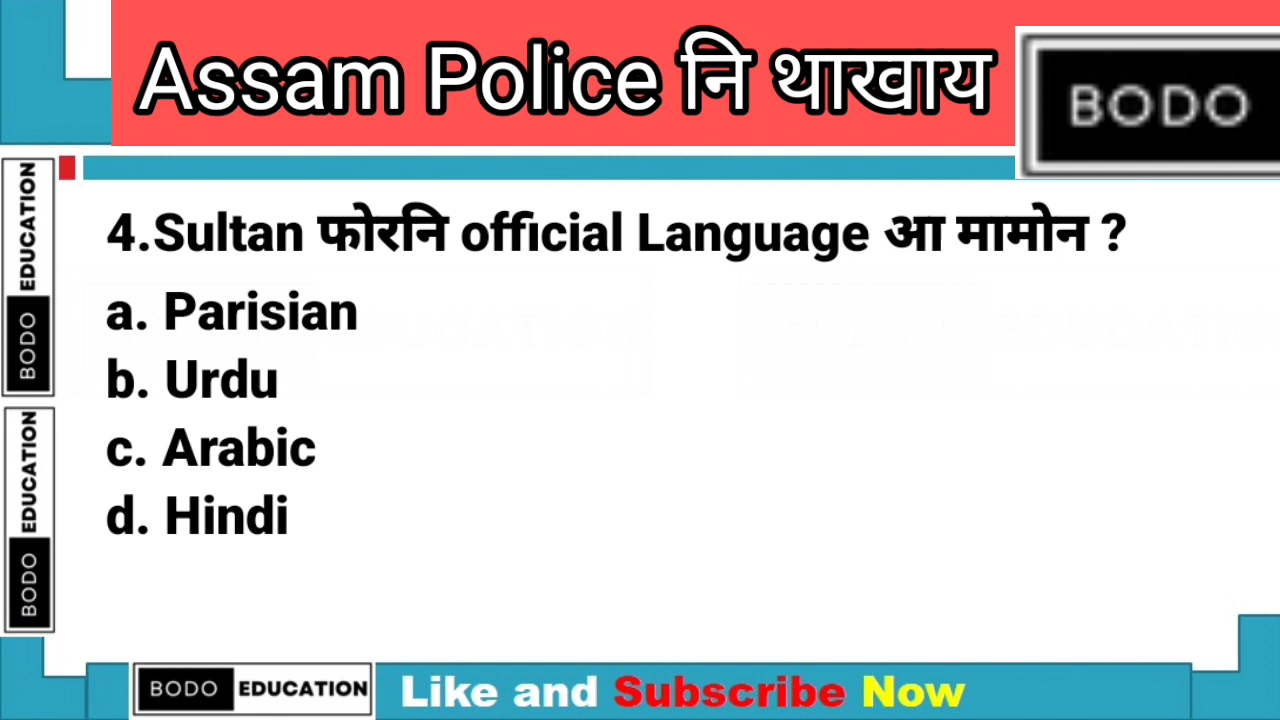 Assam Police नि थाखाय
BODO
EDUCATION
BODO
EDUCATION
BODO
4.Sultan फोरनि official Language आ मामोन ?
a. Parisian
b. Urdu
c. Arabic
d. Hindi
BODO EDUCATION
Like and Subscribe Now